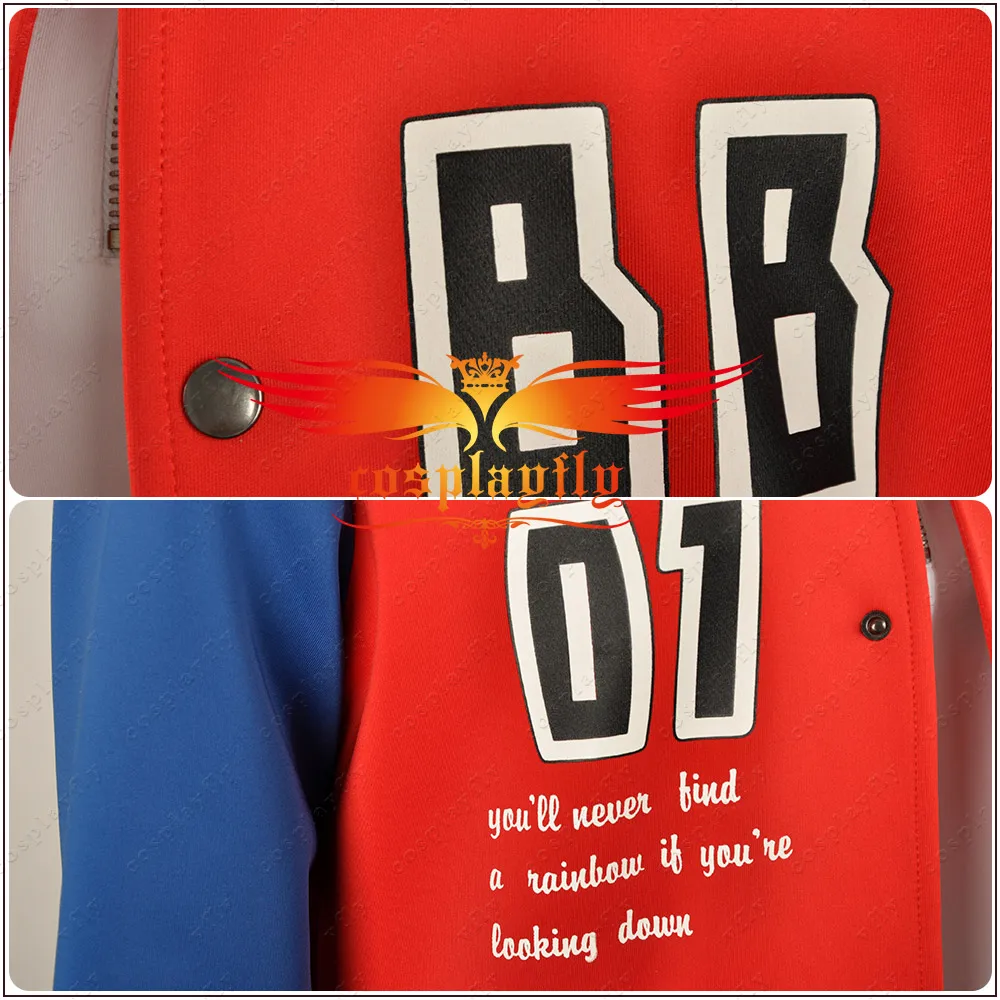 BB
cosplayfly
01
you'll never find
a rainbow if you're
looking down